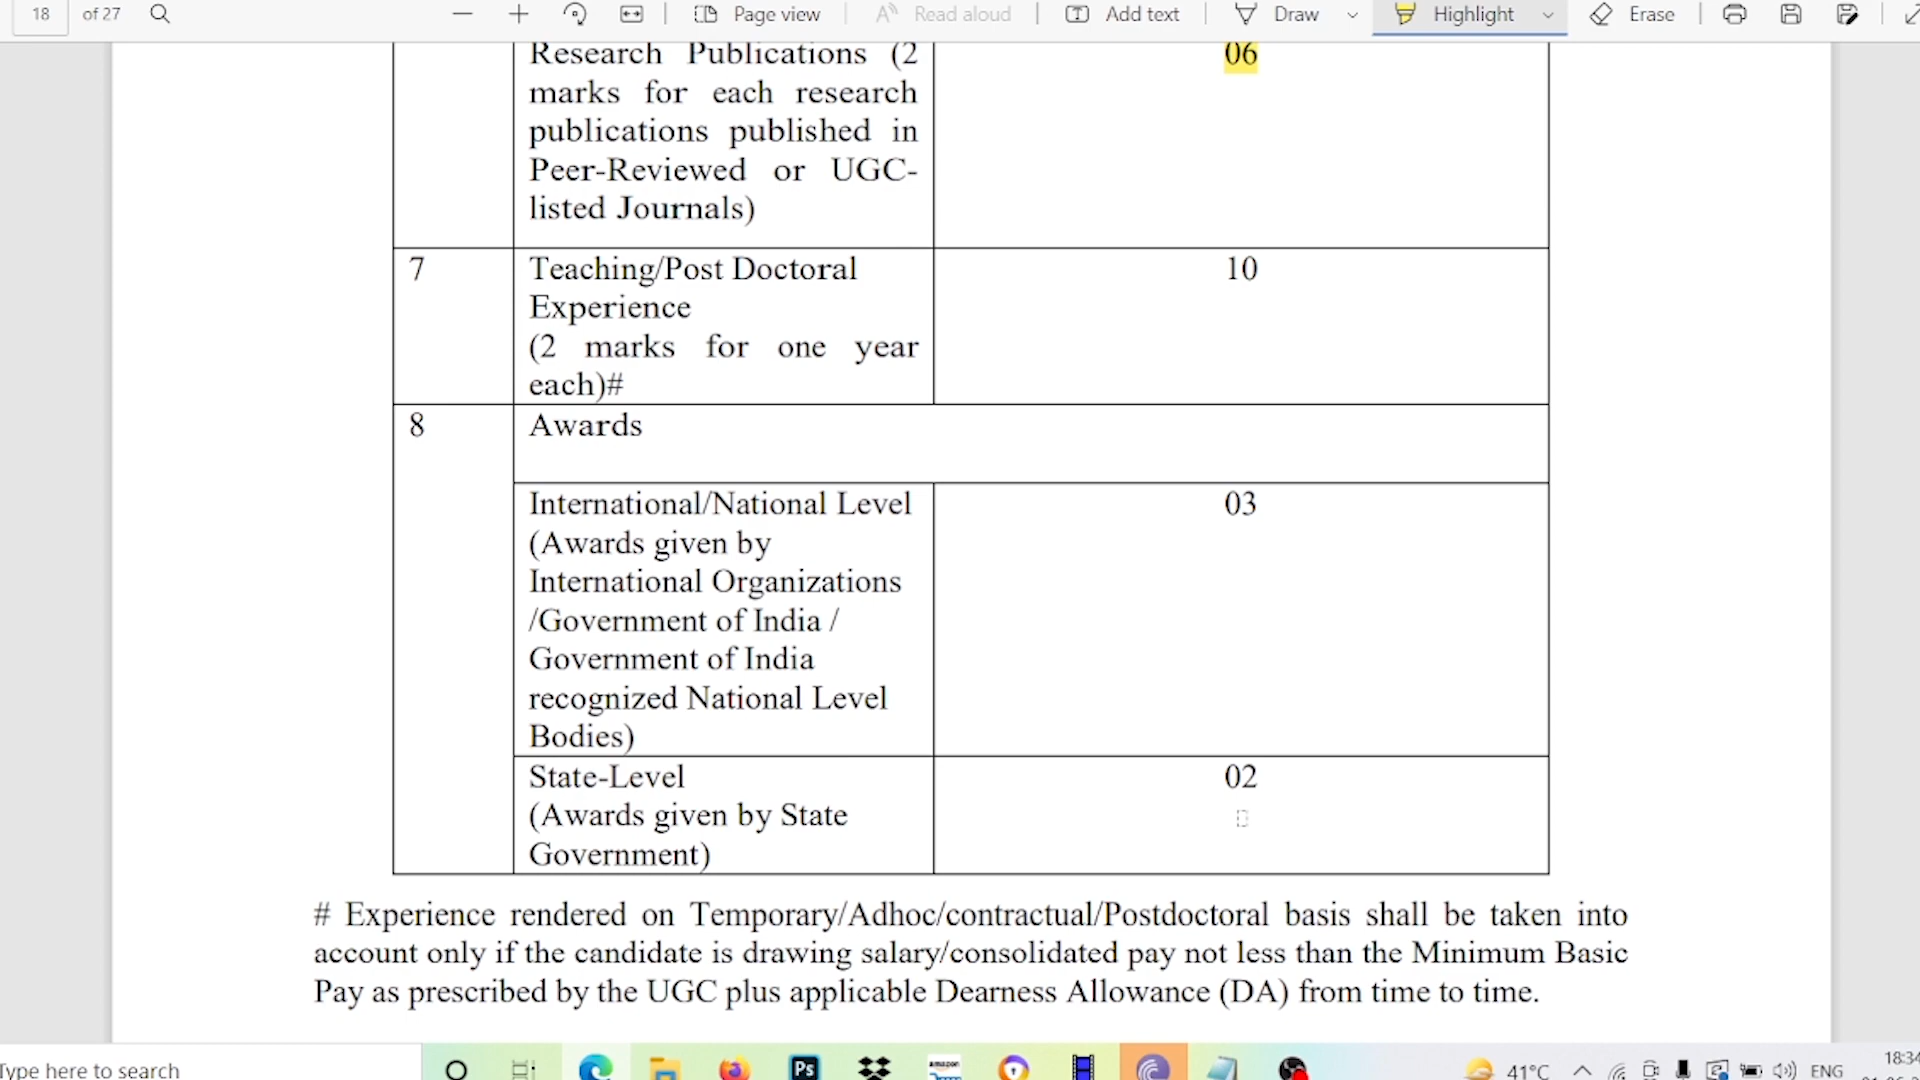 18 of 27 Page view Read aloud Add text Draw Highlight Erase
Research Publications (2 06
marks for each research
publications published in
Peer-Reviewed or UGC-
listed Journals)
7 Teaching/Post Doctoral 10
Experience
(2 marks for one year
each)#
8 Awards
International/National Level 03
(Awards given by
International Organizations
/Government of India /
Government of India
recognized National Level
Bodies)
State-Level 02
(Awards given by State
Government)
# Experience rendered on Temporary/Adhoc/contractual/Postdoctoral basis shall be taken into
account only if the candidate is drawing salary/consolidated pay not less than the Minimum Basic
Pay as prescribed by the UGC plus applicable Dearness Allowance (DA) from time to time.
Type here to search Ps amazon 41°C ENG 18:34